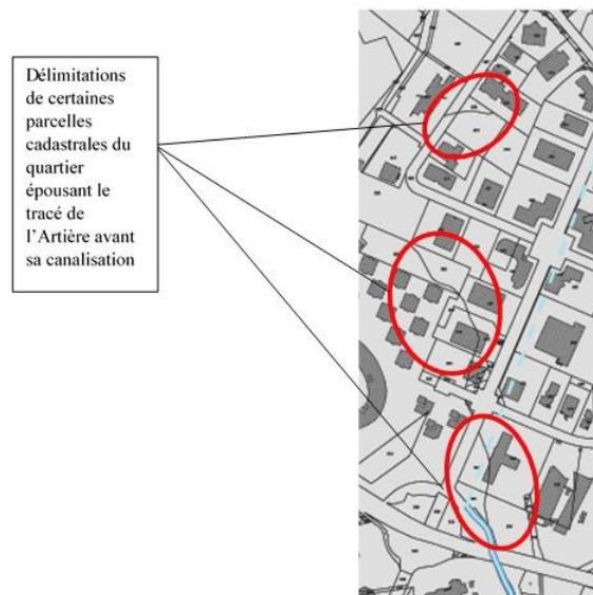 Délimitations
de certaines
parcelles
cadastrales du
quartier
épousant le
tracé de
l'Artière avant
sa canalisation